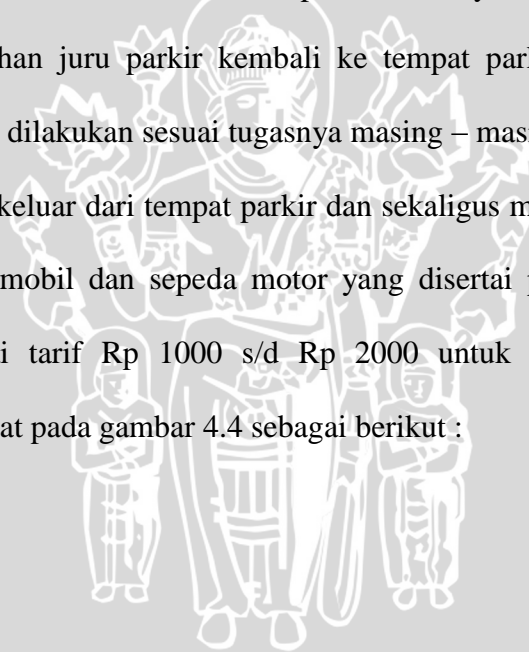 han juru parkir kembali ke tempat park
dilakukan sesuai tugasnya masing – mas
keluar dari tempat parkir dan sekaligus m
mobil dan sepeda motor yang disertai
i tarif Rp 1000 s/d Rp 2000 untuk
at pada gambar 4.4 sebagai berikut :